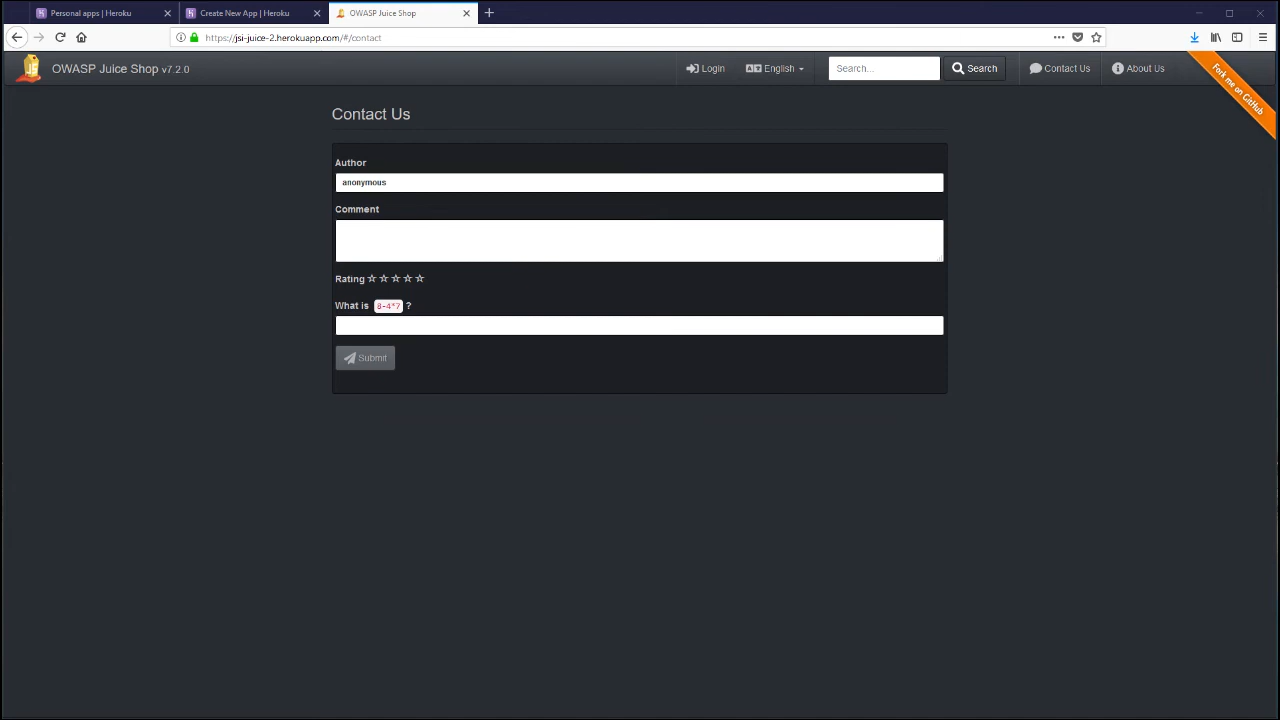 Personal apps | Heroku
Create New App | Heroku
OWASP Juice Shop
https://jsi-juice-2.herokuapp.com/#/contact
OWASP Juice Shop v7.2.0
Login
English
Search...
Search
Contact Us
About Us
Fork me on GitHub
Contact Us
Author
anonymous
Comment
Rating
What is 8-4*7 ?
Submit